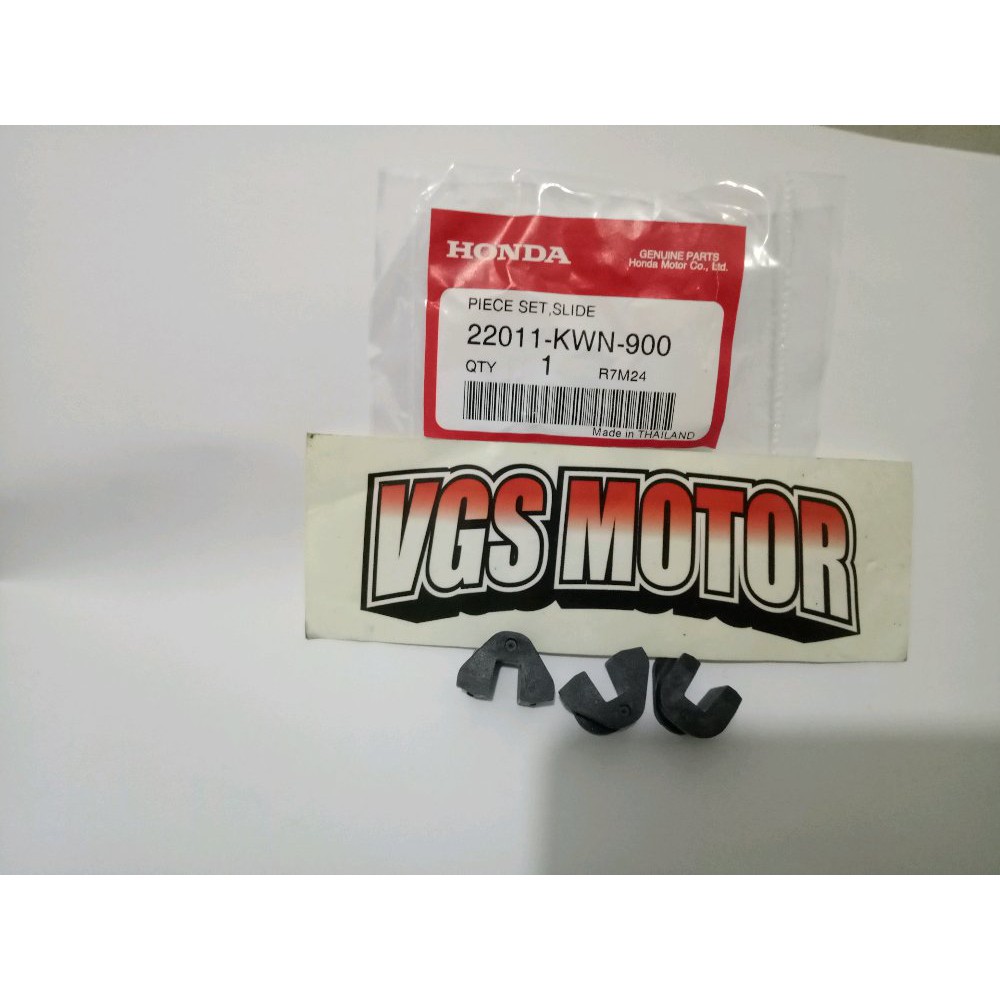 HONDA
GENUINE PARTS
Honda Motor Co., Ltd.
PIECE SET,SLIDE
22011-KWN-900
QTY 1 R7M24
Made in THAILAND
VGS MOTOR